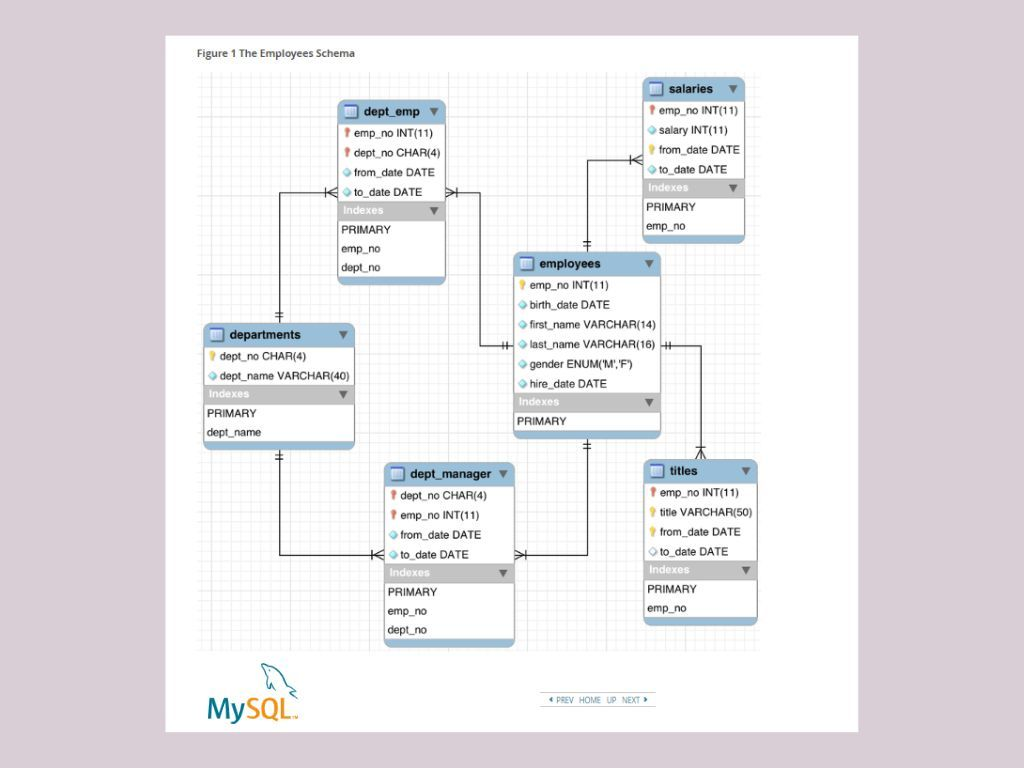 Figure 1 The Employees Schema
dept_emp
emp_no INT(11)
dept_no CHAR(4)
from_date DATE
to_date DATE
Indexes
PRIMARY
emp_no
dept_no
salaries
emp_no INT(11)
salary INT(11)
from_date DATE
to_date DATE
Indexes
PRIMARY
emp_no
departments
dept_no CHAR(4)
dept_name VARCHAR(40)
Indexes
PRIMARY
dept_name
employees
emp_no INT(11)
birth_date DATE
first_name VARCHAR(14)
last_name VARCHAR(16)
gender ENUM('M','F')
hire_date DATE
Indexes
PRIMARY
dept_manager
dept_no CHAR(4)
emp_no INT(11)
from_date DATE
to_date DATE
Indexes
PRIMARY
emp_no
dept_no
titles
emp_no INT(11)
title VARCHAR(50)
from_date DATE
to_date DATE
Indexes
PRIMARY
emp_no
MySQL™
PREV HOME UP NEXT